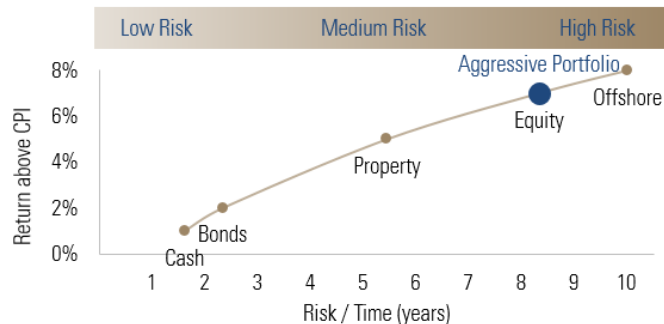 Low Risk Medium Risk High Risk
8% Aggressive Portfolio
Offshore
6% Equity
Property
4%
2% Bonds
Cash
0%
Return above CPI
1 2 3 4 5 6 7 8 9 10
Risk / Time (years)